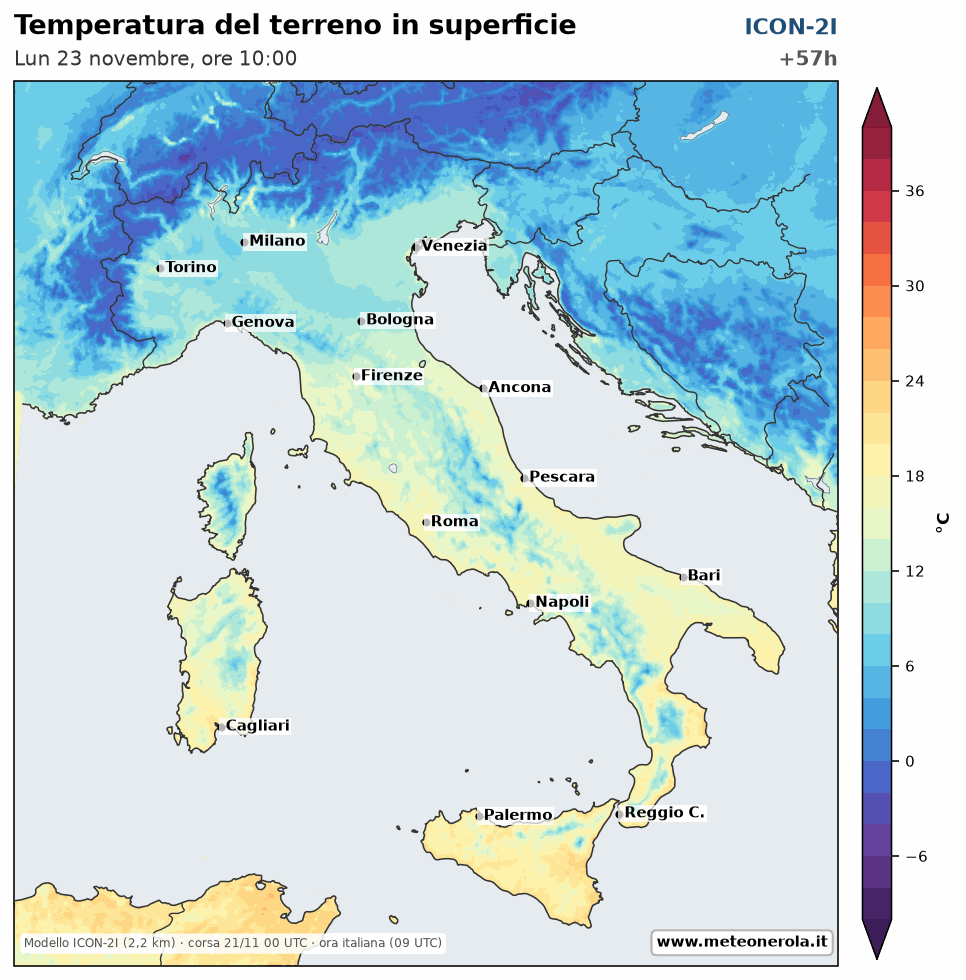 Temperatura del terreno in superficie
ICON-2I
Lun 23 novembre, ore 10:00
+57h
Milano
Venezia
Torino
Genova
Bologna
Firenze
Ancona
Pescara
Roma
Bari
Napoli
Cagliari
Palermo
Reggio C.
36
30
24
18
12
6
0
−6
°C
Modello ICON-2I (2,2 km) · corsa 21/11 00 UTC · ora italiana (09 UTC)
www.meteonerola.it